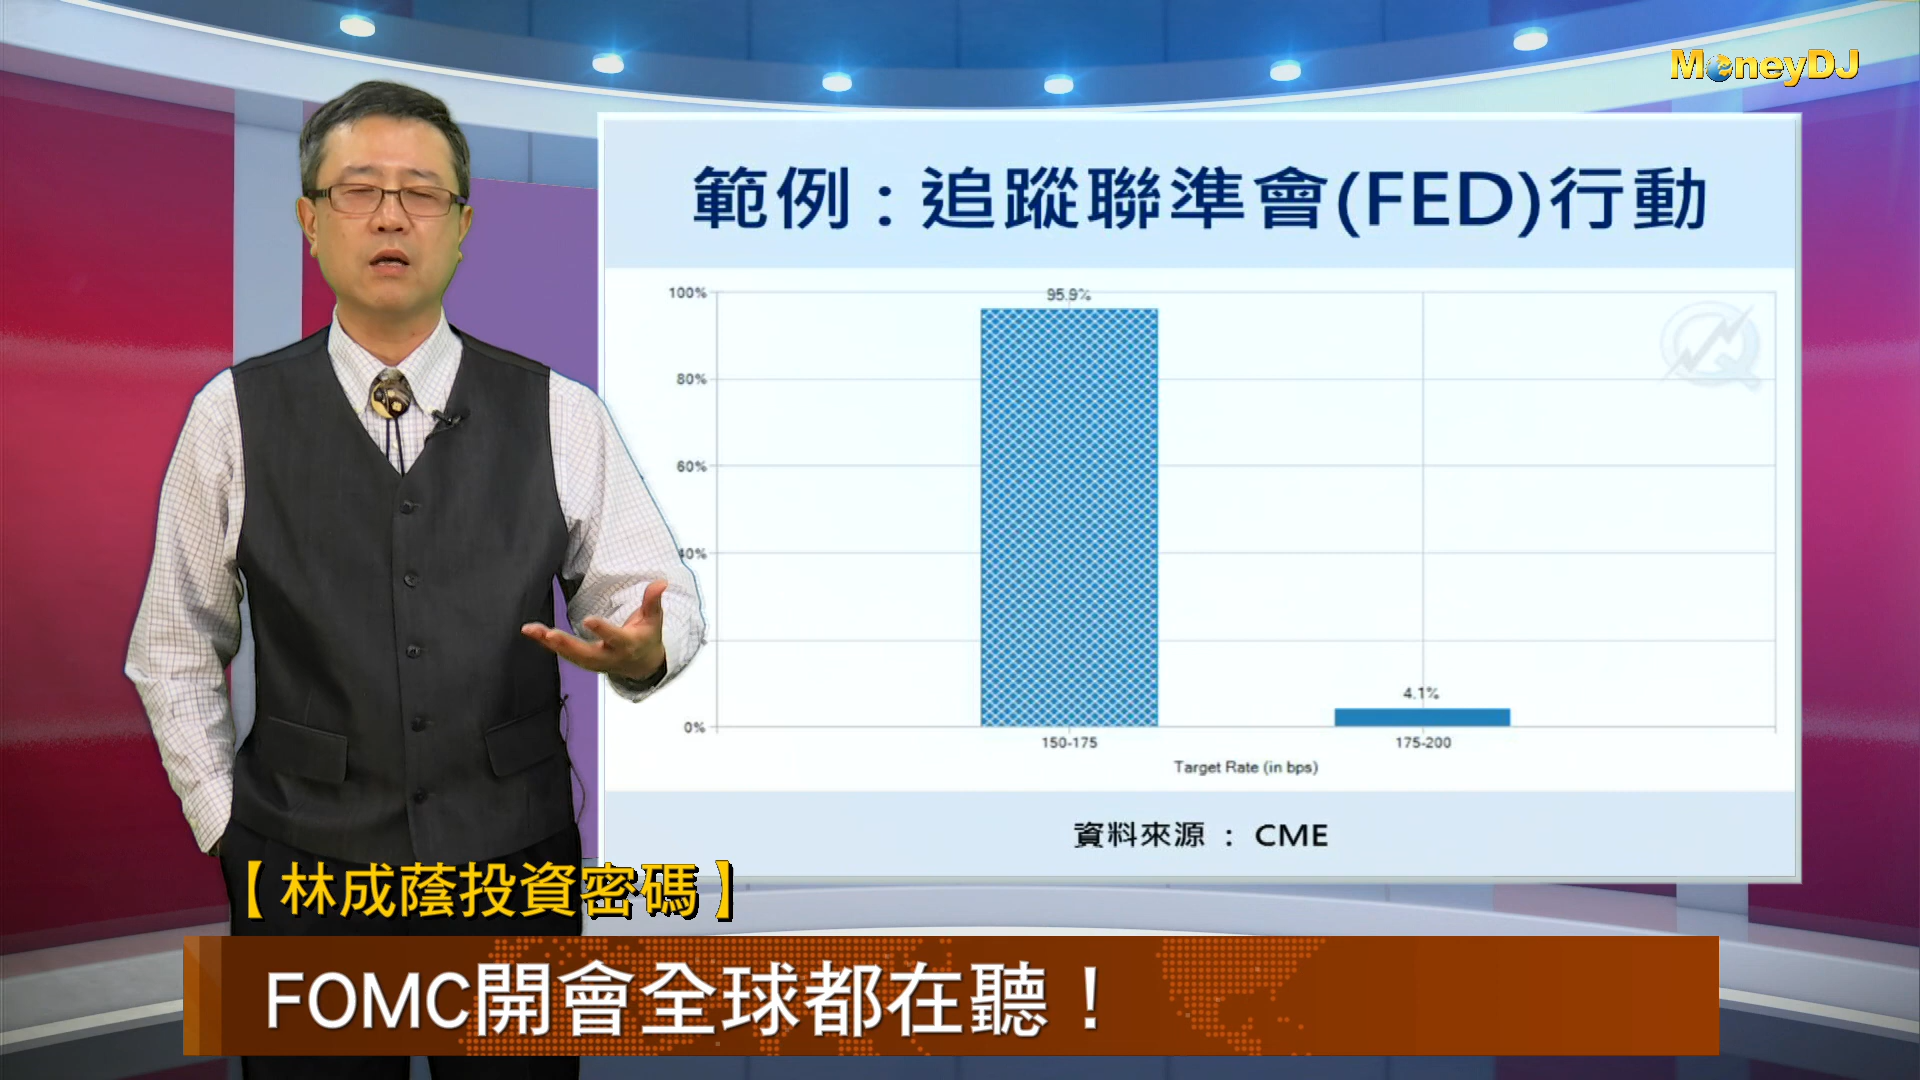 MoneyDJ
範例：追蹤聯準會(FED)行動
100%
95.9%
80%
60%
40%
4.1%
0%
150-175
175-200
Target Rate (in bps)
資料來源 ： CME
【林成蔭投資密碼】
FOMC開會全球都在聽！